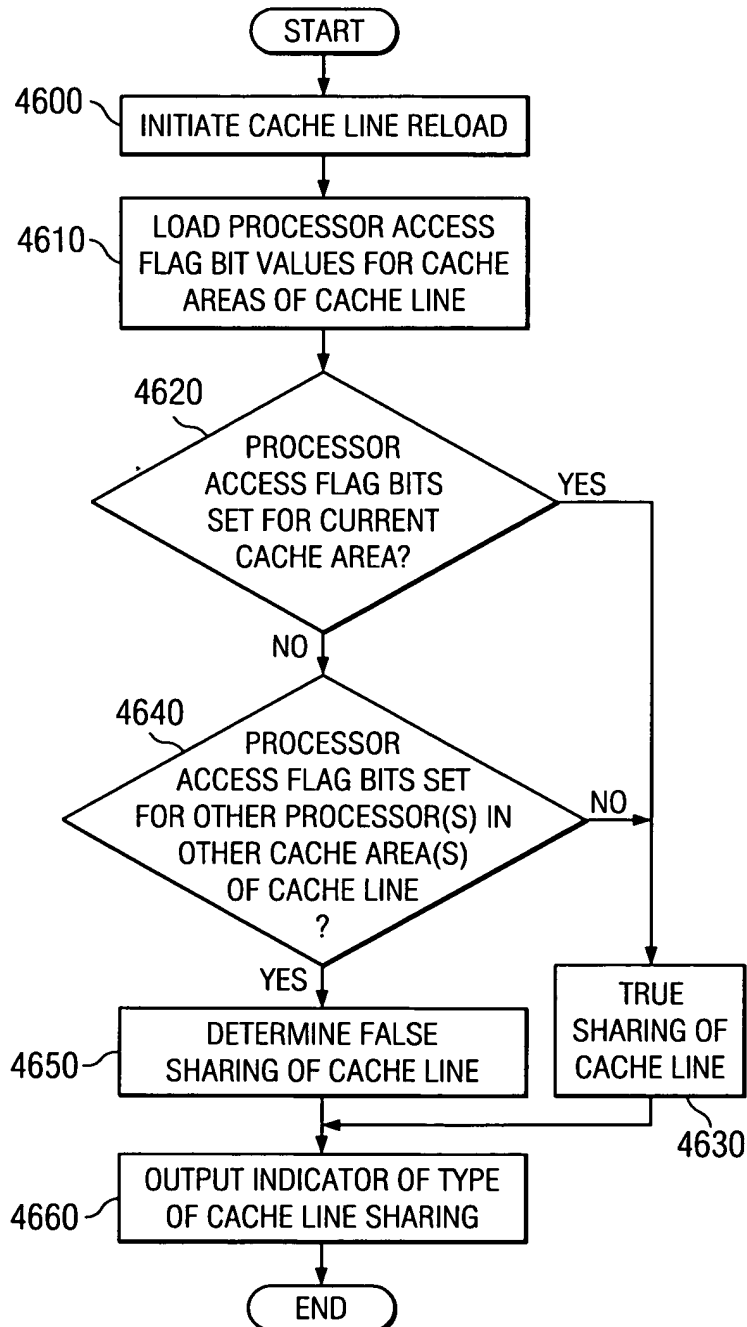 START
4600
INITIATE CACHE LINE RELOAD
4610
LOAD PROCESSOR ACCESS
FLAG BIT VALUES FOR CACHE
AREAS OF CACHE LINE
4620
PROCESSOR
ACCESS FLAG BITS
SET FOR CURRENT
CACHE AREA?
YES
NO
4640
PROCESSOR
ACCESS FLAG BITS SET
FOR OTHER PROCESSOR(S) IN
OTHER CACHE AREA(S)
OF CACHE LINE
?
NO
YES
4650
DETERMINE FALSE
SHARING OF CACHE LINE
TRUE
SHARING OF
CACHE LINE
4630
4660
OUTPUT INDICATOR OF TYPE
OF CACHE LINE SHARING
END